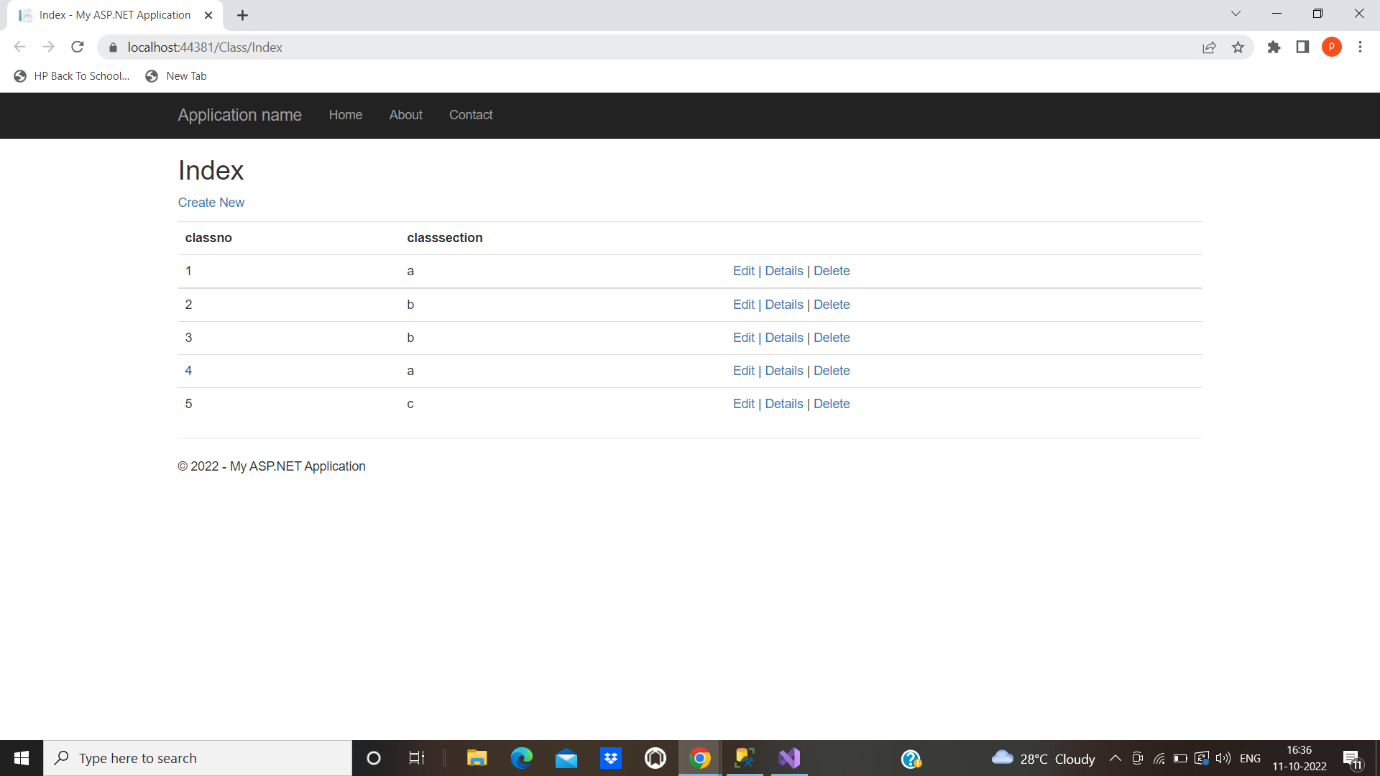 Index - My ASP.NET Application
localhost:44381/Class/Index
P
HP Back To School... New Tab
Application name Home About Contact
Index
Create New
classno classsection
1 a Edit | Details | Delete
2 b Edit | Details | Delete
3 b Edit | Details | Delete
4 a Edit | Details | Delete
5 c Edit | Details | Delete
© 2022 - My ASP.NET Application
Type here to search
28°C Cloudy ENG
16:36
11-10-2022
11